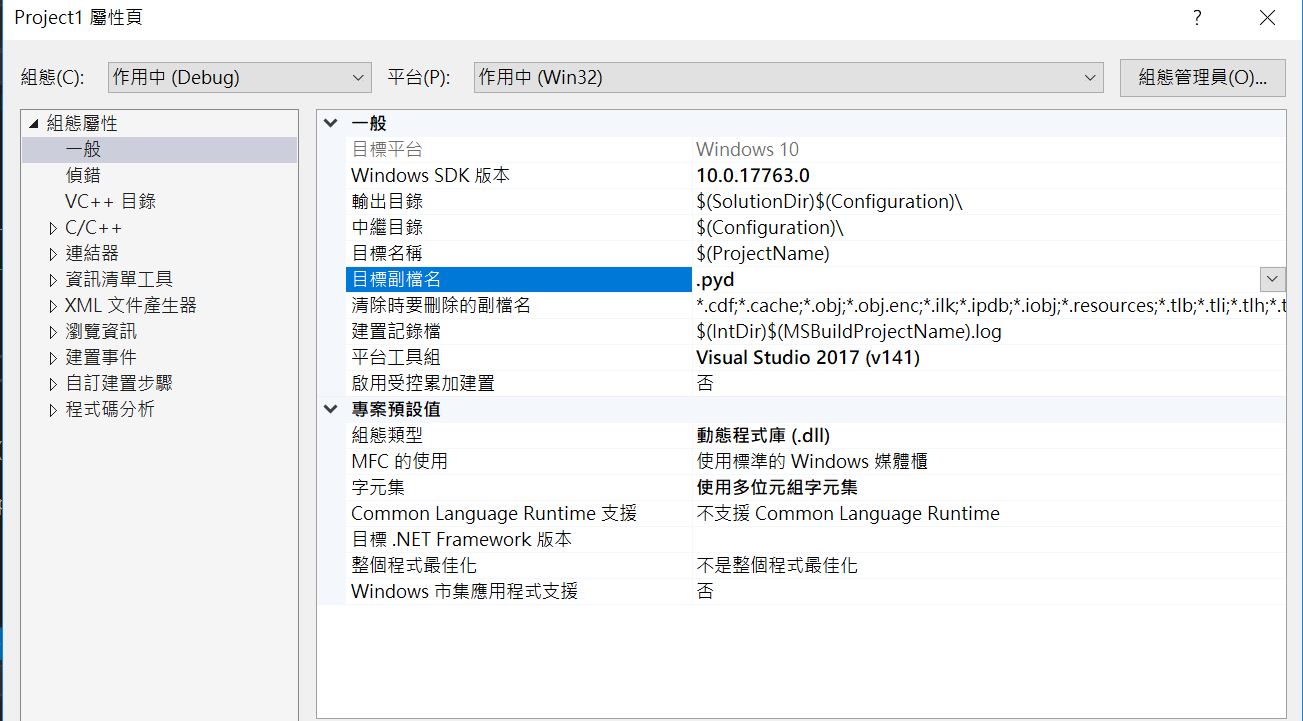 Project1 屬性頁
?
組態(C): 作用中 (Debug) 平台(P): 作用中 (Win32) 組態管理員(O)...
組態屬性
一般
偵錯
VC++ 目錄
C/C++
連結器
資訊清單工具
XML 文件產生器
瀏覽資訊
建置事件
自訂建置步驟
程式碼分析
一般
目標平台 Windows 10
Windows SDK 版本 10.0.17763.0
輸出目錄 $(SolutionDir)$(Configuration)\
中繼目錄 $(Configuration)\
目標名稱 $(ProjectName)
目標副檔名 .pyd
清除時要刪除的副檔名 *.cdf;*.cache;*.obj;*.obj.enc;*.ilk;*.ipdb;*.iobj;*.resources;*.tlb;*.tli;*.tlh;*.t
建置記錄檔 $(IntDir)$(MSBuildProjectName).log
平台工具組 Visual Studio 2017 (v141)
啟用受控累加建置 否
專案預設值
組態類型 動態程式庫 (.dll)
MFC 的使用 使用標準的 Windows 媒體櫃
字元集 使用多位元組字元集
Common Language Runtime 支援 不支援 Common Language Runtime
目標 .NET Framework 版本
整個程式最佳化 不是整個程式最佳化
Windows 市集應用程式支援 否